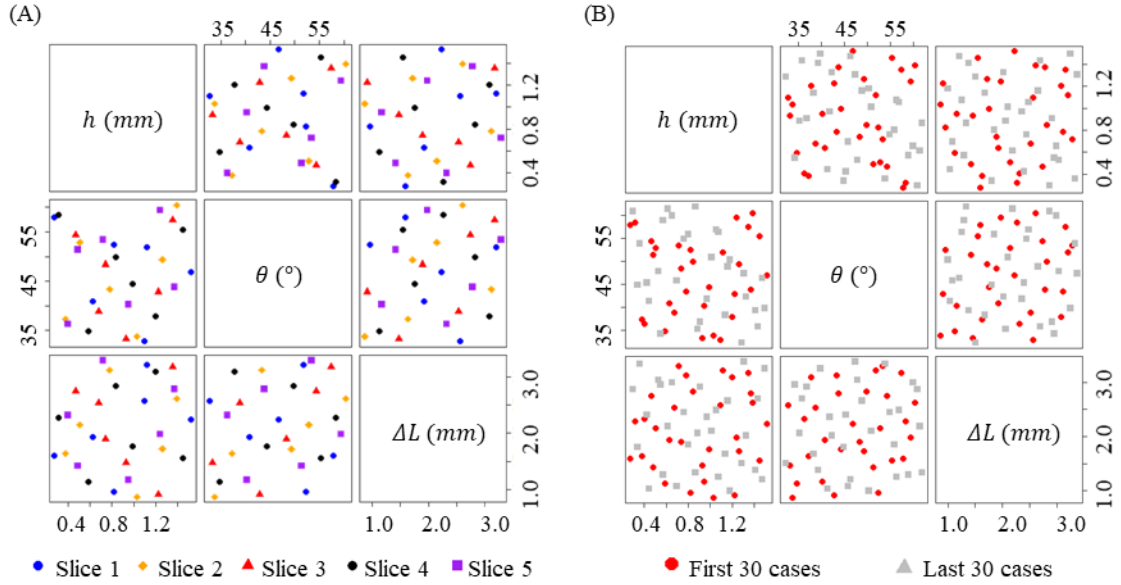 (A)
35 45 55
h (mm)
0.4 0.8 1.2
35 45 55
θ (°)
ΔL (mm)
1.0 2.0 3.0
0.4 0.8 1.2
1.0 2.0 3.0
Slice 1 Slice 2 Slice 3 Slice 4 Slice 5
(B)
35 45 55
h (mm)
0.4 0.8 1.2
35 45 55
θ (°)
ΔL (mm)
1.0 2.0 3.0
0.4 0.8 1.2
1.0 2.0 3.0
First 30 cases Last 30 cases